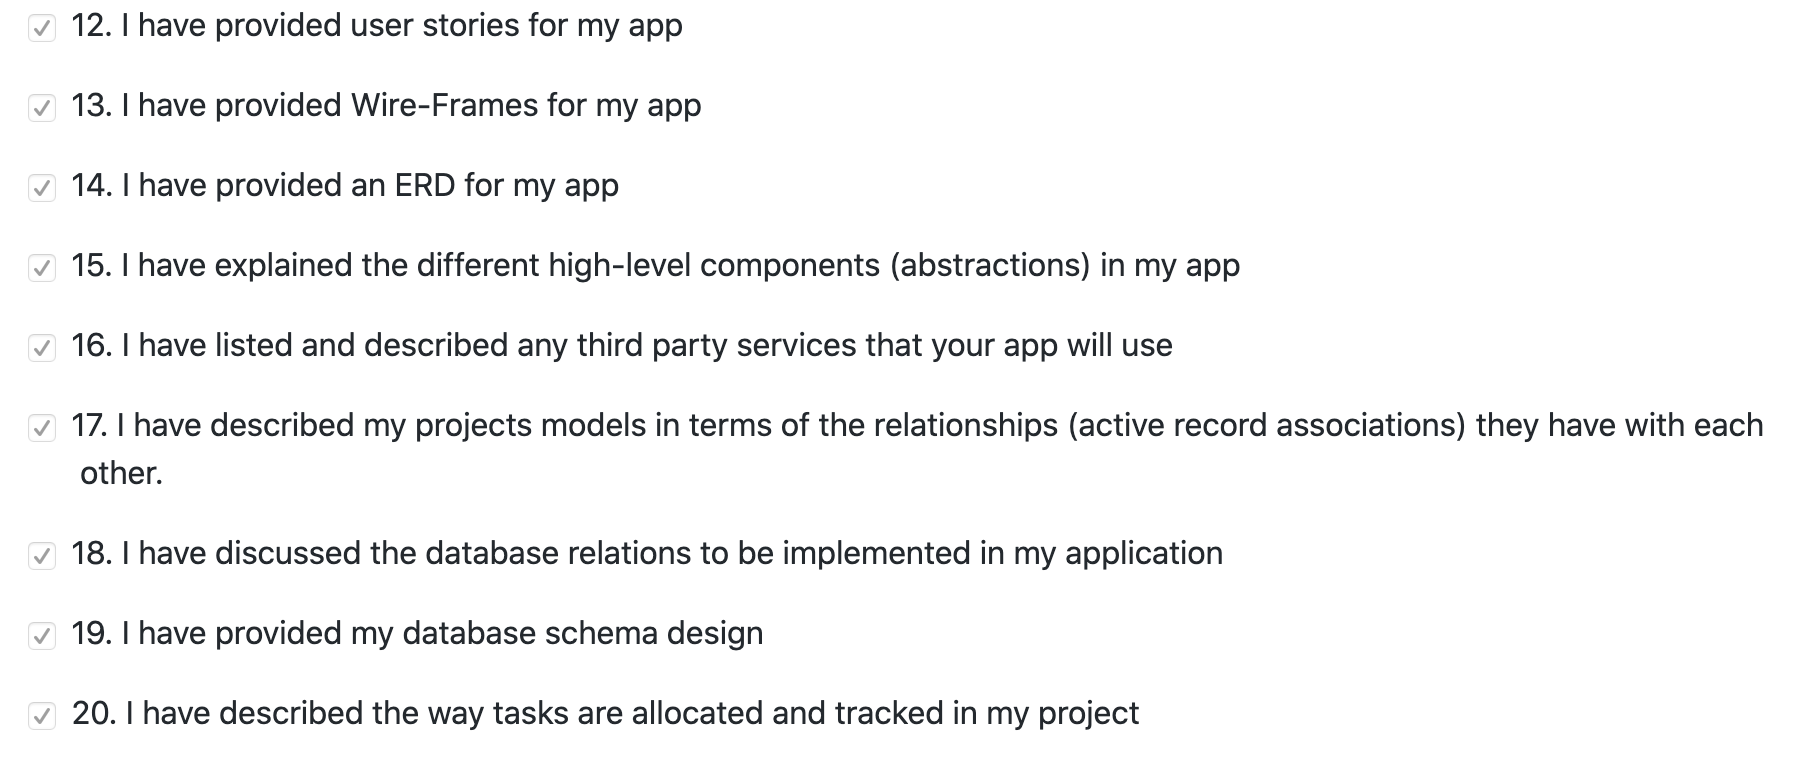 12. I have provided user stories for my app
13. I have provided Wire-Frames for my app
14. I have provided an ERD for my app
15. I have explained the different high-level components (abstractions) in my app
16. I have listed and described any third party services that your app will use
17. I have described my projects models in terms of the relationships (active record associations) they have with each
other.
18. I have discussed the database relations to be implemented in my application
19. I have provided my database schema design
20. I have described the way tasks are allocated and tracked in my project